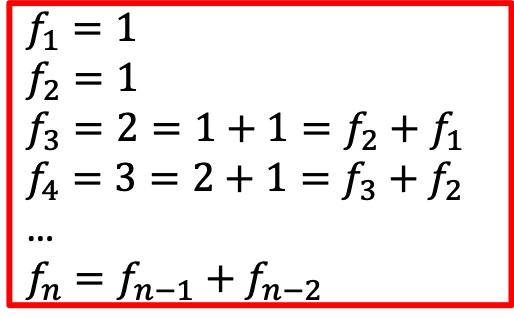 f₁ = 1
f₂ = 1
f₃ = 2 = 1 + 1 = f₂ + f₁
f₄ = 3 = 2 + 1 = f₃ + f₂
...
fₙ = fₙ₋₁ + fₙ₋₂